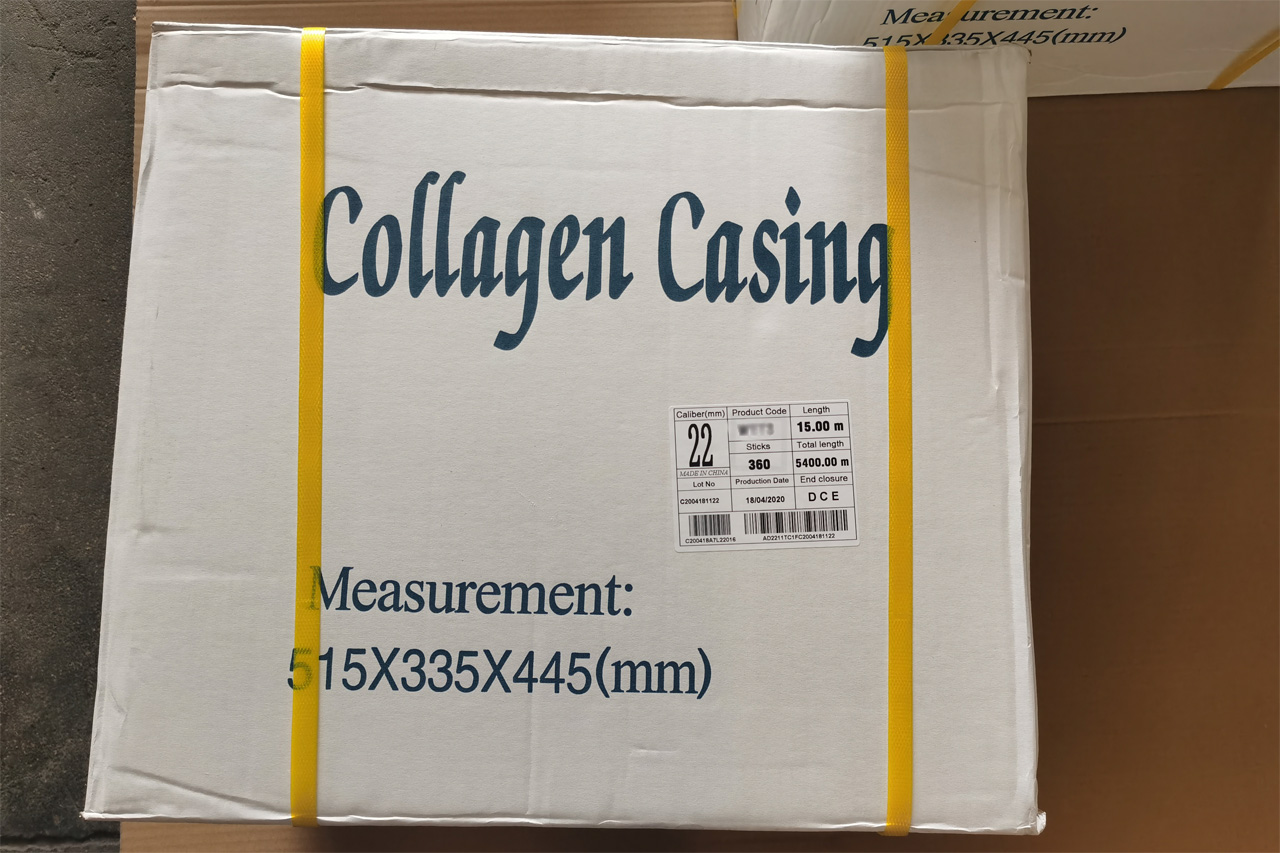 Measurement:
515X335X445(mm)
Collagen Casing
Caliber(mm) Product Code Length
22 15.00 m
Sticks Total length
MADE IN CHINA 360 5400.00 m
Lot No Production Date End closure
C2004181122 18/04/2020 D C E
C200418A7L22016 AD2211TC1FC2004181122
Measurement:
515X335X445(mm)